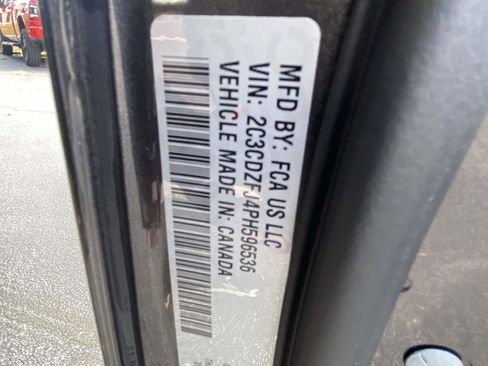 MFD BY: FCA US LLC
VIN: 2C3CDZFJ4PH596536
VEHICLE MADE IN: CANADA